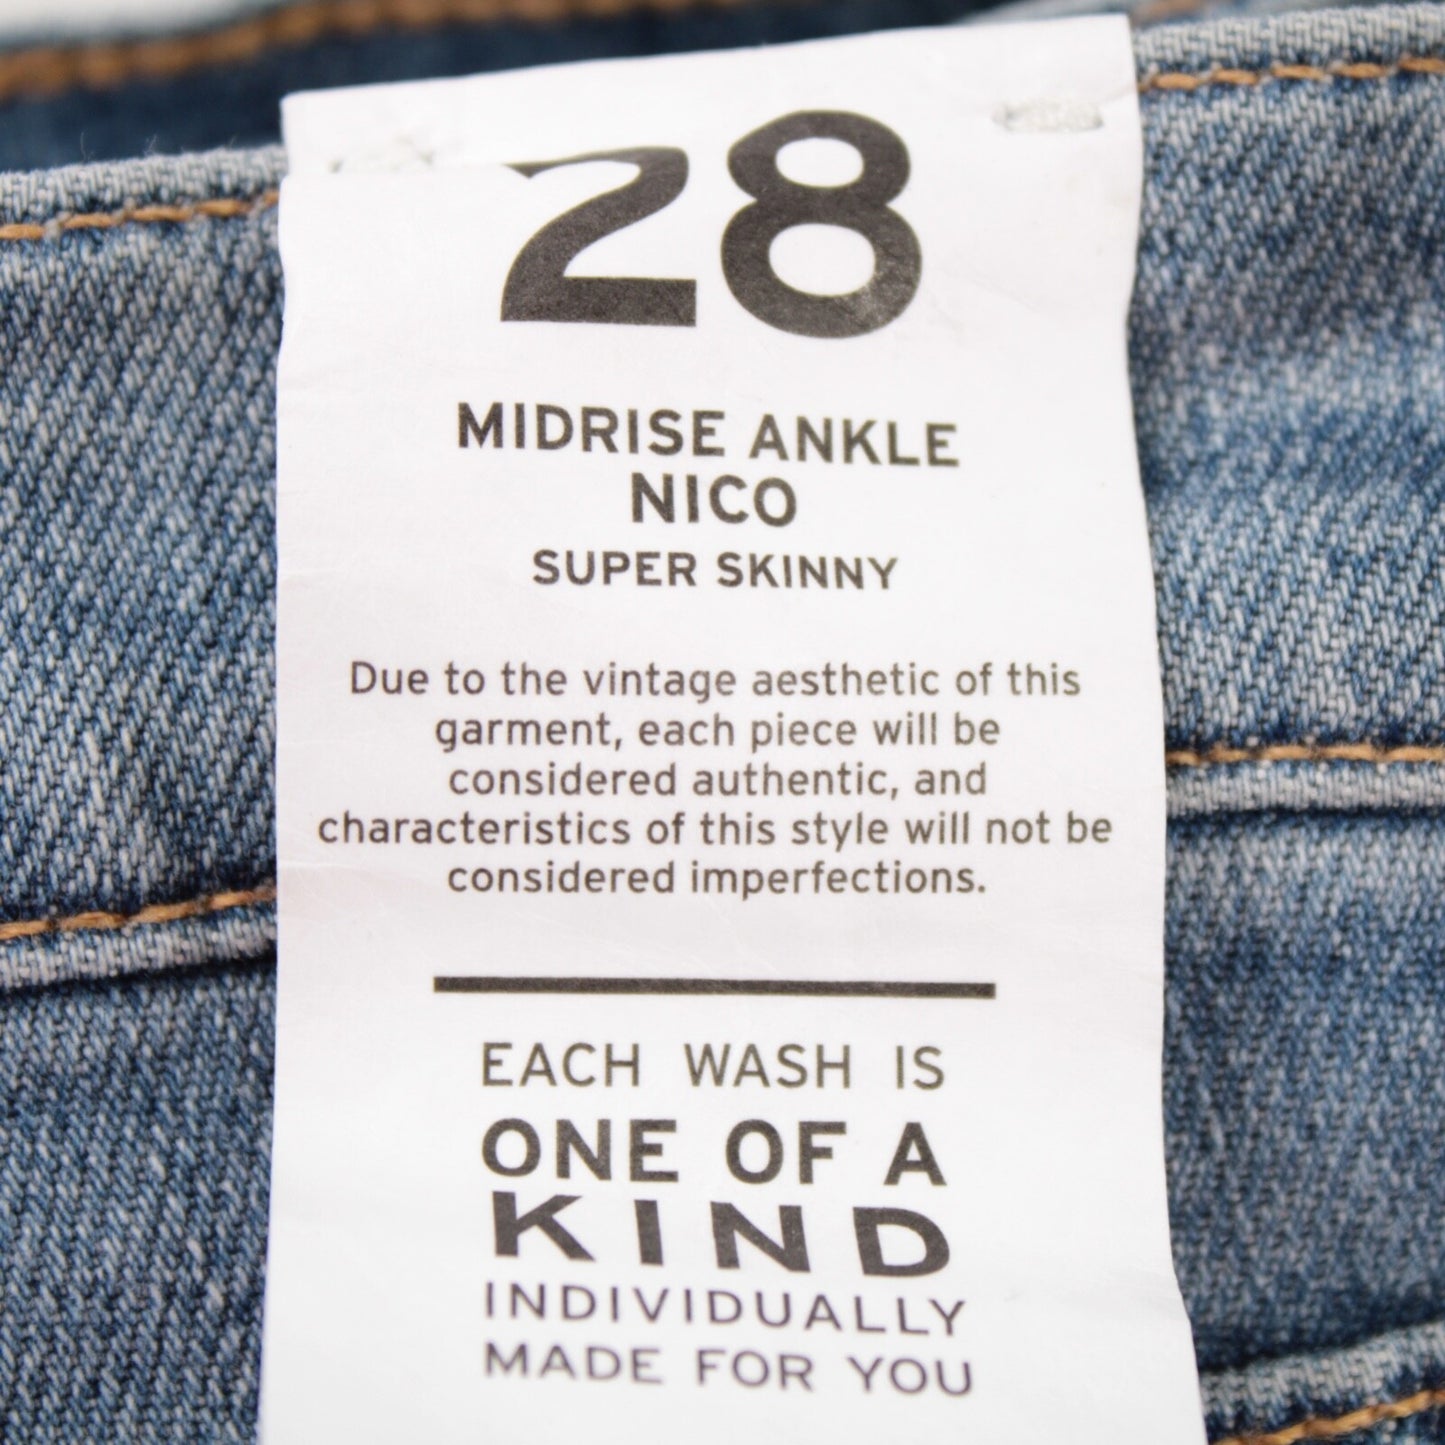 28
MIDRISE ANKLE
NICO
SUPER SKINNY
Due to the vintage aesthetic of this
garment, each piece will be
considered authentic, and
characteristics of this style will not be
considered imperfections.
EACH WASH IS
ONE OF A
KIND
INDIVIDUALLY
MADE FOR YOU